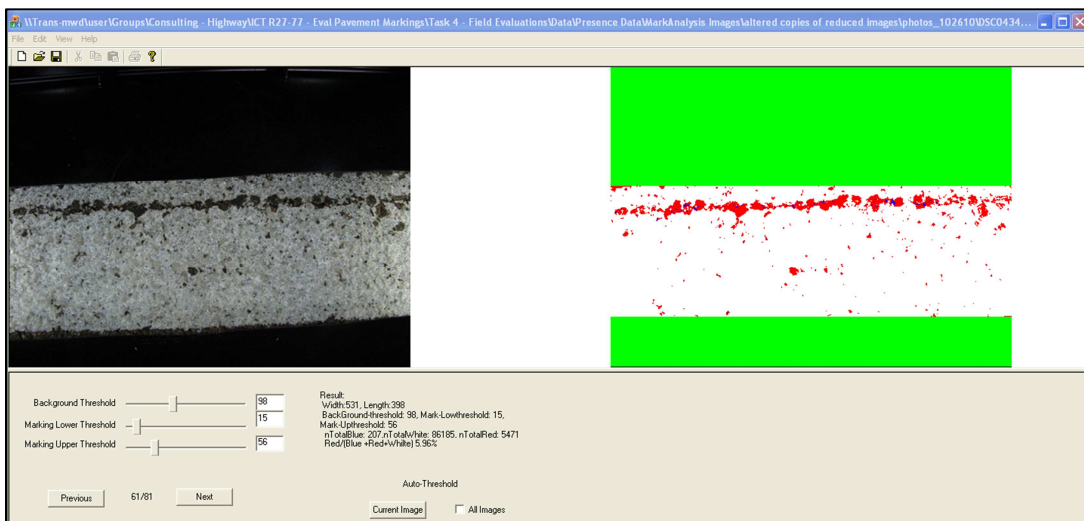 \\Trans-mwd\user\Groups\Consulting - Highway\ICT R27-77 - Eval Pavement Markings\Task 4 - Field Evaluations\Data\Presence Data\MarkAnalysis Images\altered copies of reduced images\photos_102610\DSC0434...
File Edit View Help
Background Threshold 98
Marking Lower Threshold 15
Marking Upper Threshold 56
Result:
Width:531, Length:398
BackGround-threshold: 98, Mark-Lowthreshold: 15,
Mark-Upthreshold: 56
nTotalBlue: 207,nTotalWhite: 86185. nTotalRed: 5471
Red/(Blue +Red+Whilte) 5.96%
Previous 61/81 Next
Auto-Threshold
Current Image All Images